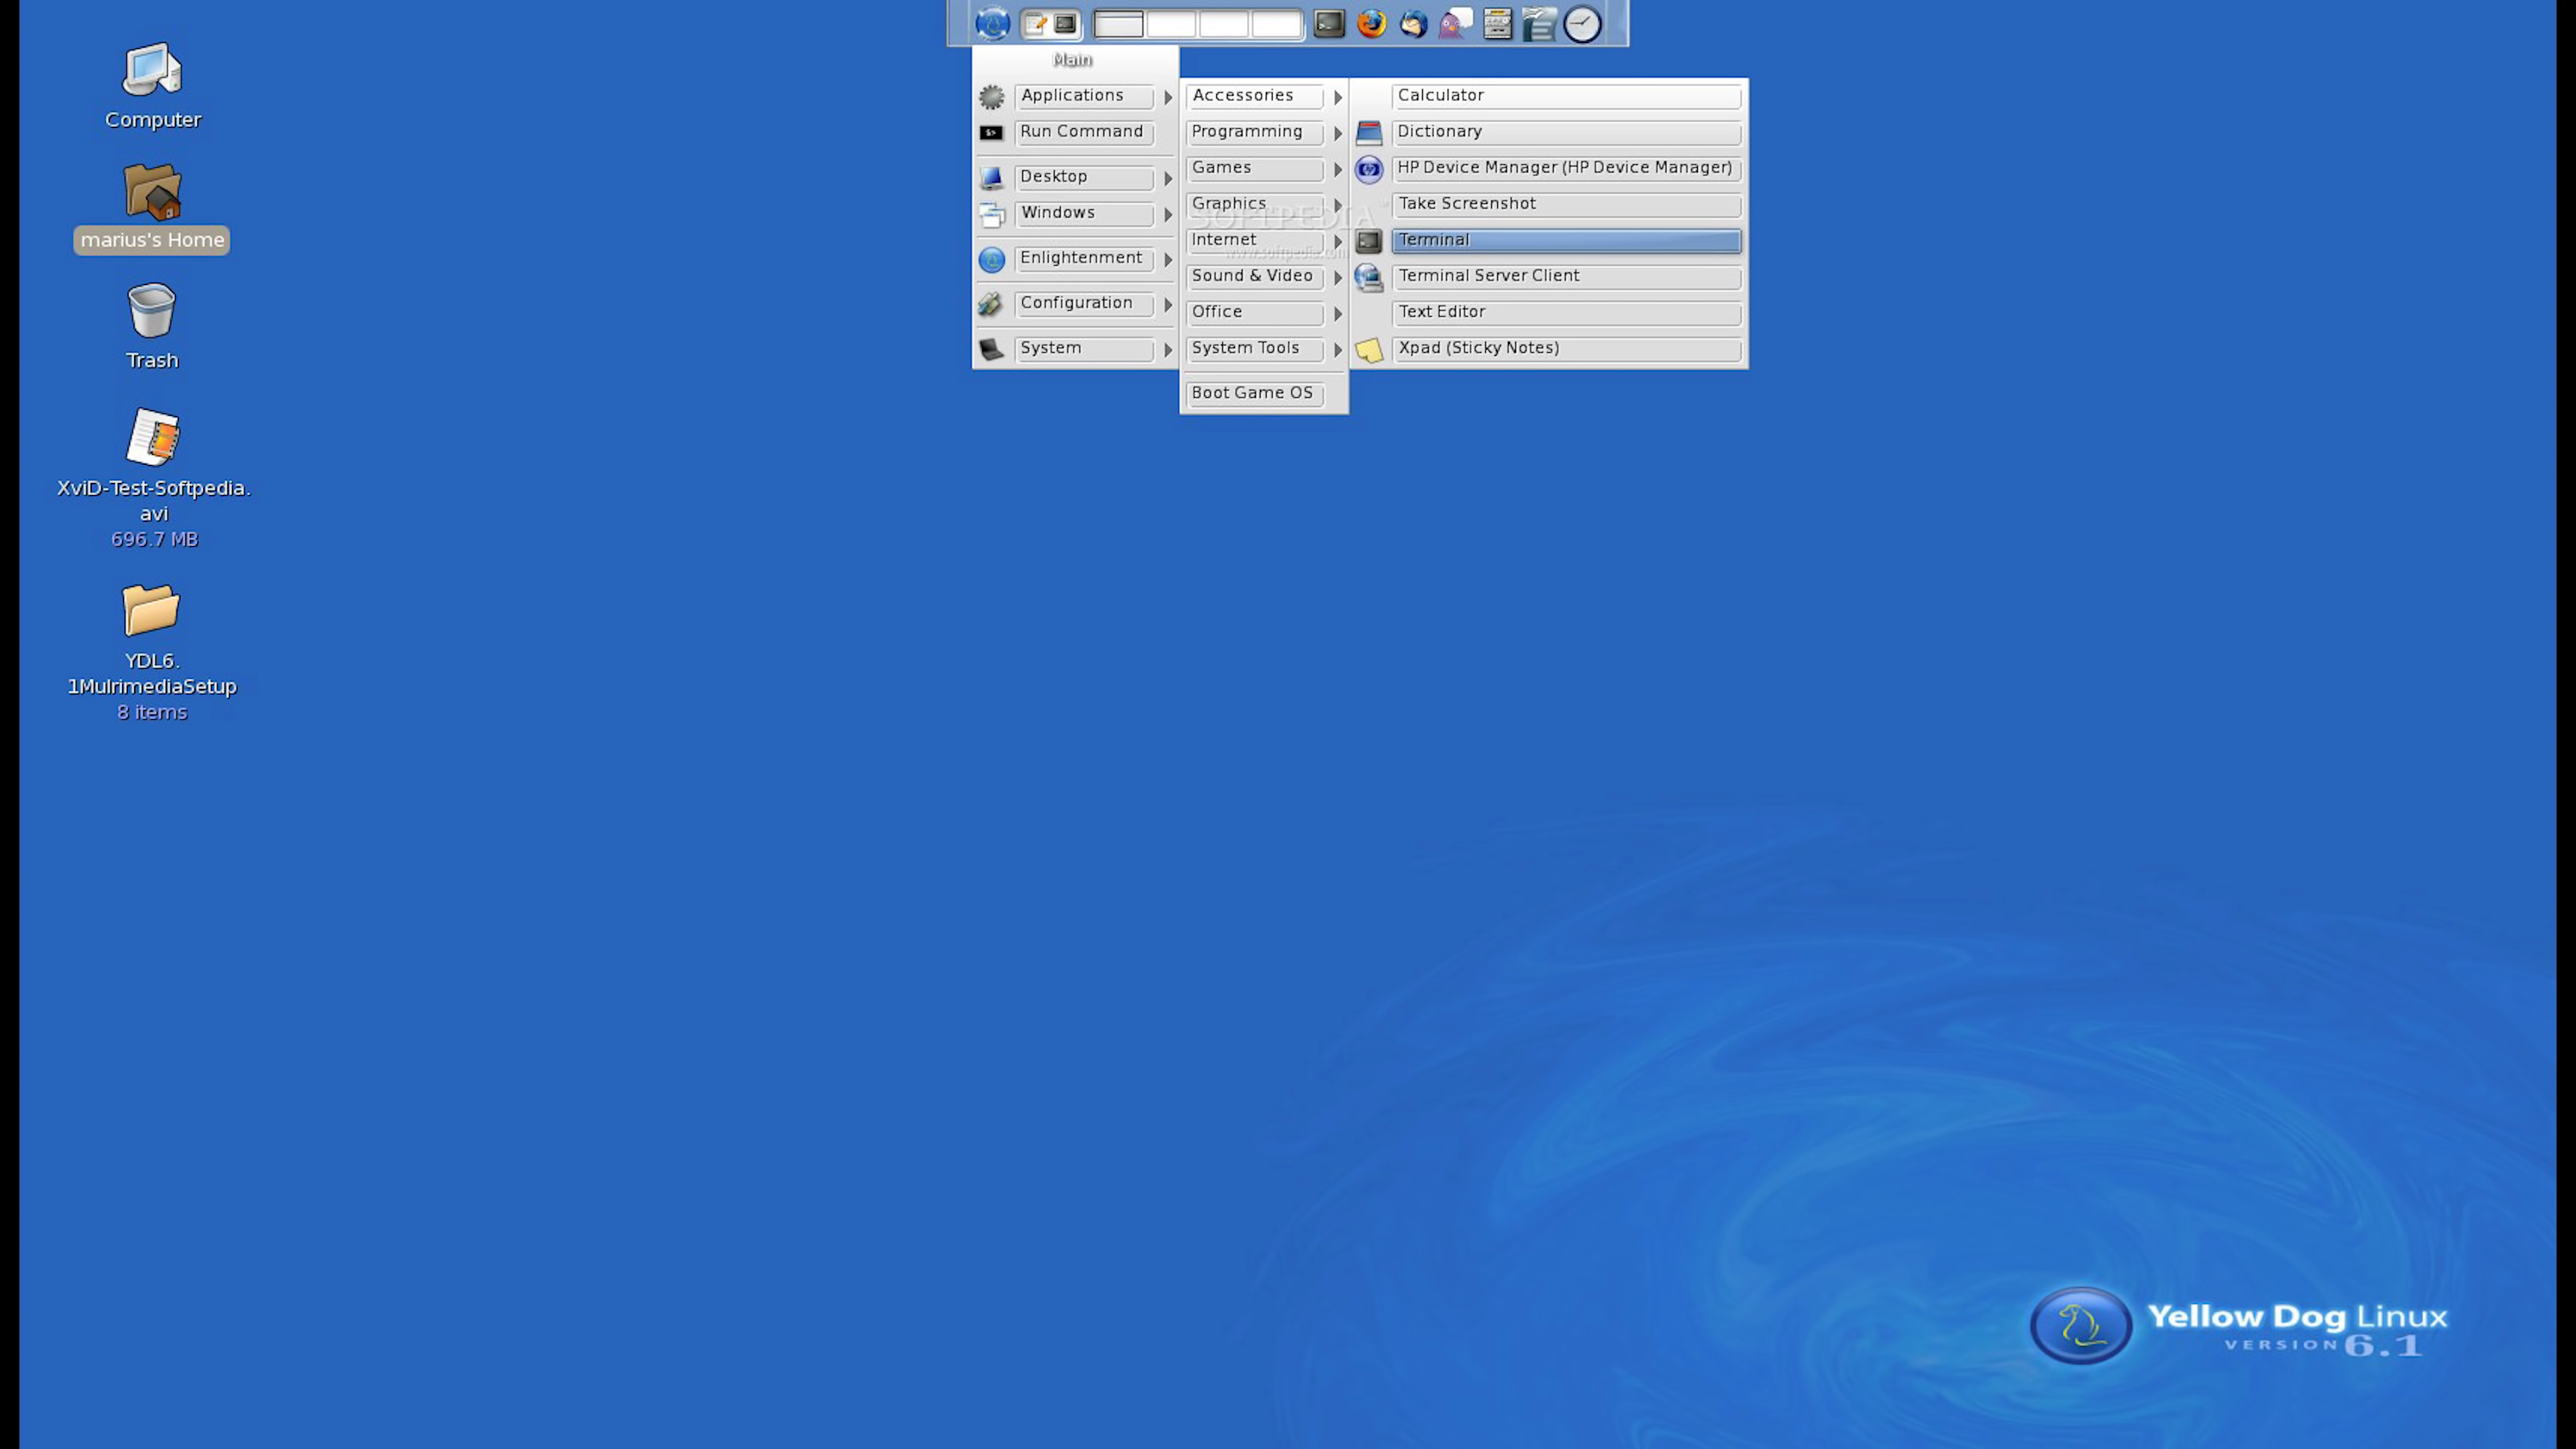 Computer
marius's Home
Trash
XviD-Test-Softpedia.
avi
696.7 MB
YDL6.
1MulrimediaSetup
8 items
Main
Applications
Run Command
Desktop
Windows
Enlightenment
Configuration
System
Accessories
Programming
Games
Graphics
Internet
Sound & Video
Office
System Tools
Boot Game OS
SOFTPEDIA
www.softpedia.com
Calculator
Dictionary
HP Device Manager (HP Device Manager)
Take Screenshot
Terminal
Terminal Server Client
Text Editor
Xpad (Sticky Notes)
Yellow Dog Linux
VERSION 6.1